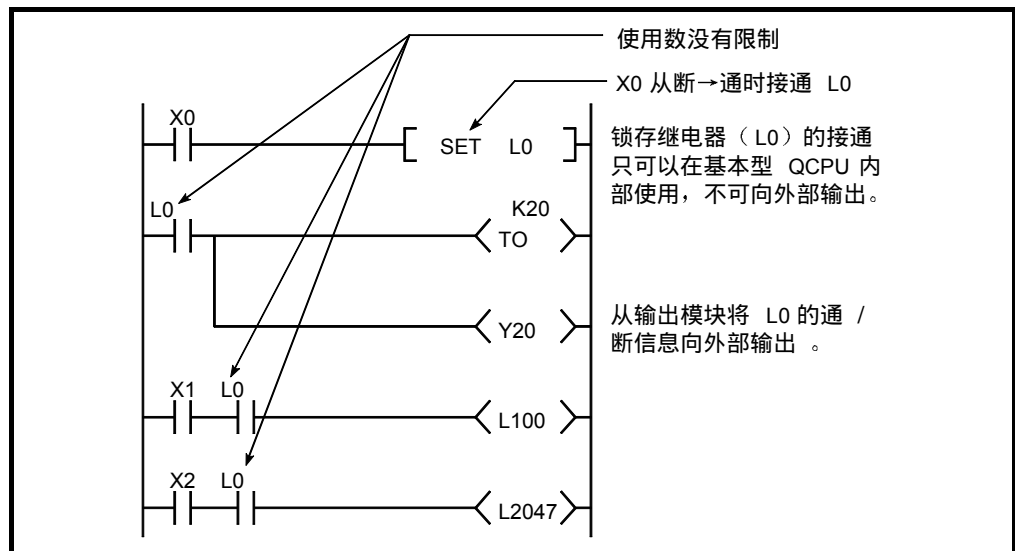 使用数没有限制
X0 从断→通时接通 L0
X0
SET L0
锁存继电器（L0）的接通
只可以在基本型 QCPU 内
部使用，不可向外部输出。
L0
K20
TO
Y20
从输出模块将 L0 的通 /
断信息向外部输出 。
X1 L0
L100
X2 L0
L2047